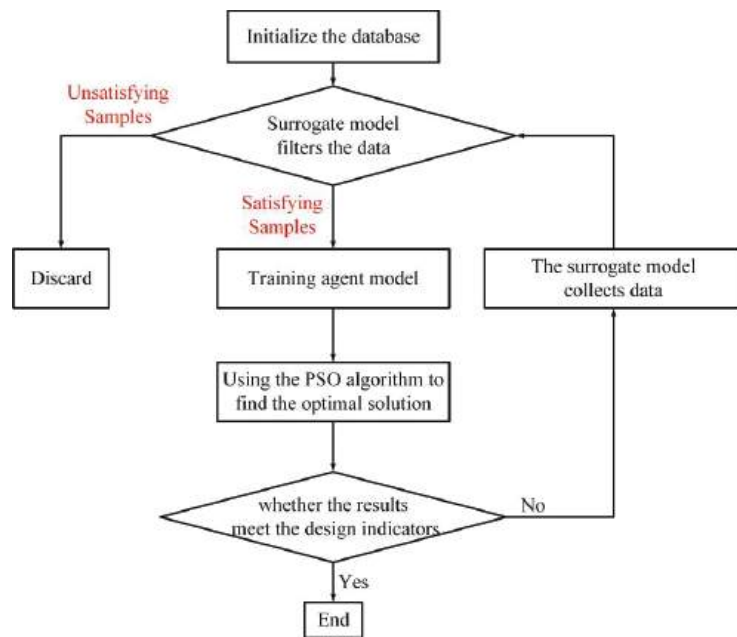 Initialize the database
Unsatisfying
Samples
Surrogate model
filters the data
Satisfying
Samples
Discard
Training agent model
The surrogate model
collects data
Using the PSO algorithm to
find the optimal solution
whether the results
meet the design indicators
No
Yes
End